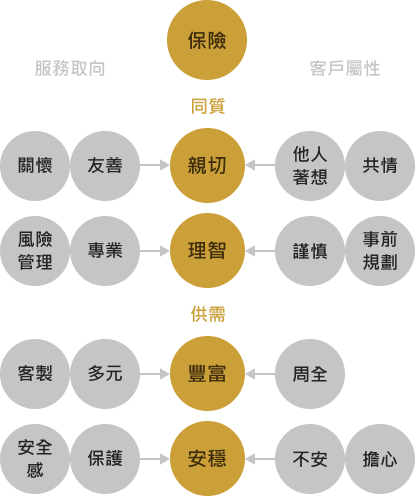 保險
服務取向
客戶屬性
同質
關懷
友善
親切
他人
著想
共情
風險
管理
專業
理智
謹慎
事前
規劃
供需
客製
多元
豐富
周全
安全
感
保護
安穩
不安
擔心